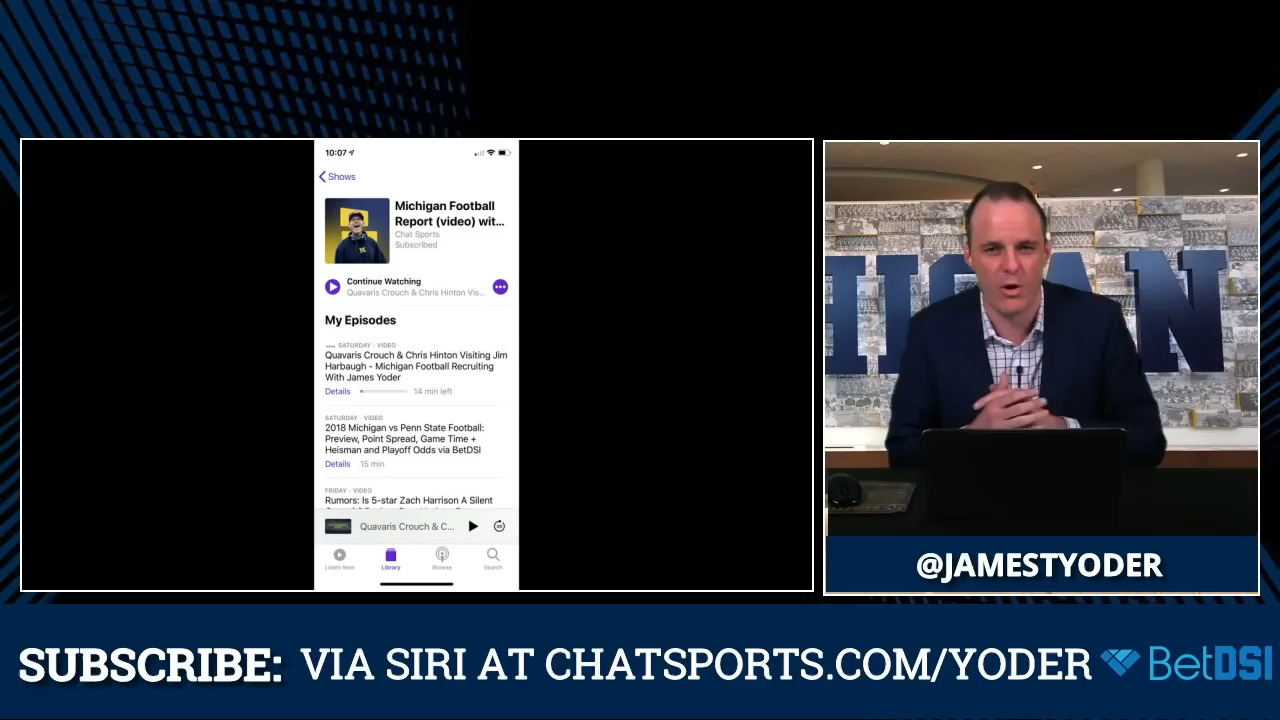 10:07
Shows
Michigan Football
Report (video) wit...
Chat Sports
Subscribed
Continue Watching
Quavaris Crouch & Chris Hinton Vis...
My Episodes
SATURDAY · VIDEO
Quavaris Crouch & Chris Hinton Visiting Jim
Harbaugh - Michigan Football Recruiting
With James Yoder
Details 14 min left
SATURDAY · VIDEO
2018 Michigan vs Penn State Football:
Preview, Point Spread, Game Time +
Heisman and Playoff Odds via BetDSI
Details 15 min
FRIDAY · VIDEO
Rumors: Is 5-star Zach Harrison A Silent
Quavaris Crouch & C...
30
Listen Now Library Browse Search
HIGAN
@JAMESTYODER
SUBSCRIBE: VIA SIRI AT CHATSPORTS.COM/YODER BetDSI